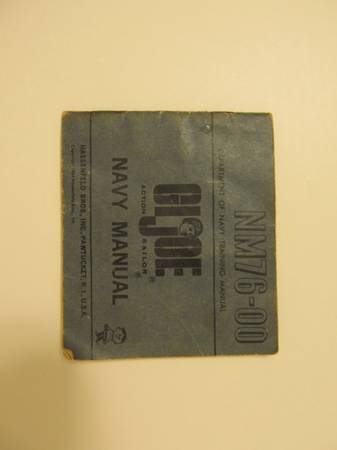 NM76-00
DEPARTMENT OF NAVY TRAINING MANUAL
GI JOE®
ACTION SAILOR®
NAVY MANUAL
HASSENFELD BROS., INC., PAWTUCKET, R. I., U.S.A.